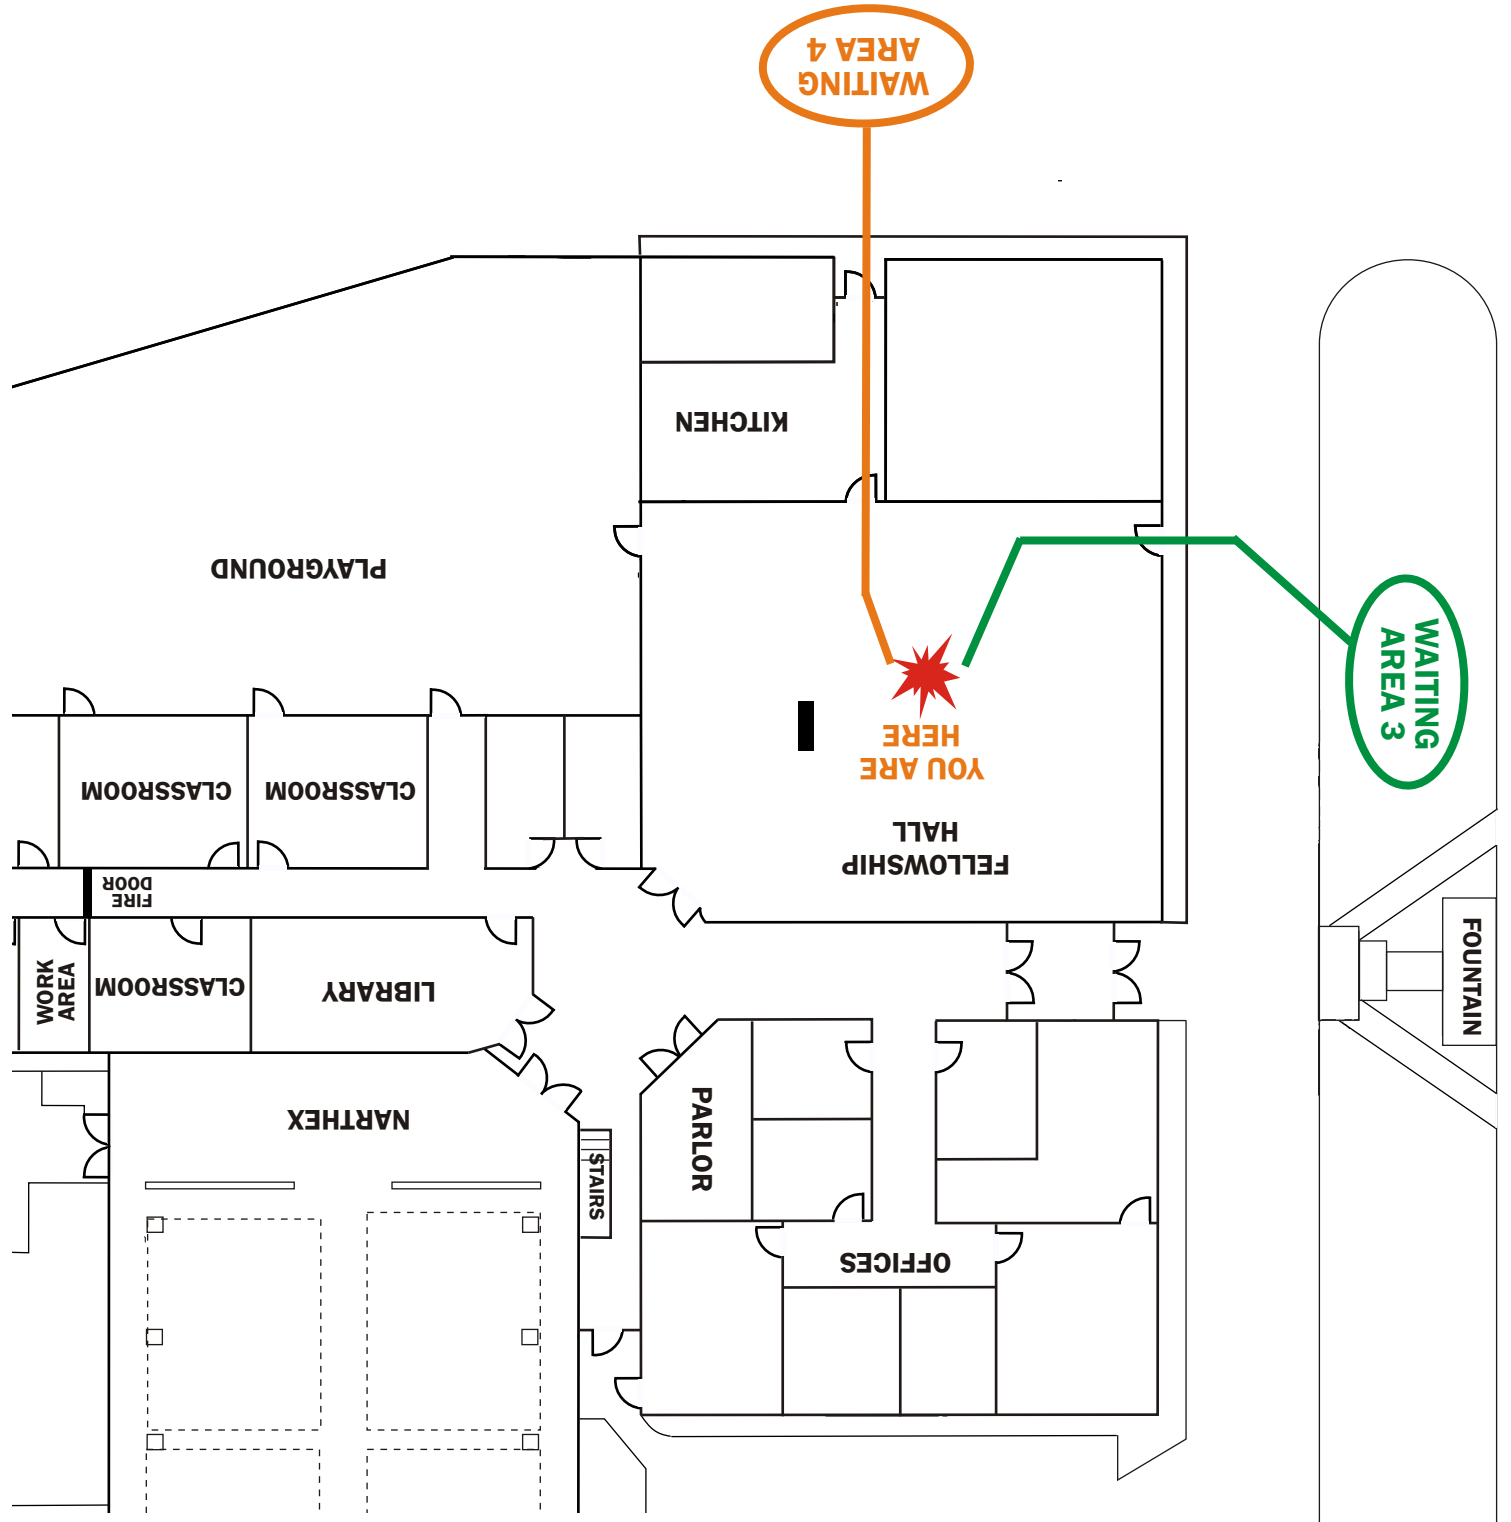 WAITING
AREA 4
KITCHEN
PLAYGROUND
WAITING
AREA 3
YOU ARE
HERE
CLASSROOM
CLASSROOM
FELLOWSHIP
HALL
FIRE
DOOR
WORK
AREA
CLASSROOM
LIBRARY
FOUNTAIN
NARTHEX
PARLOR
STAIRS
OFFICES